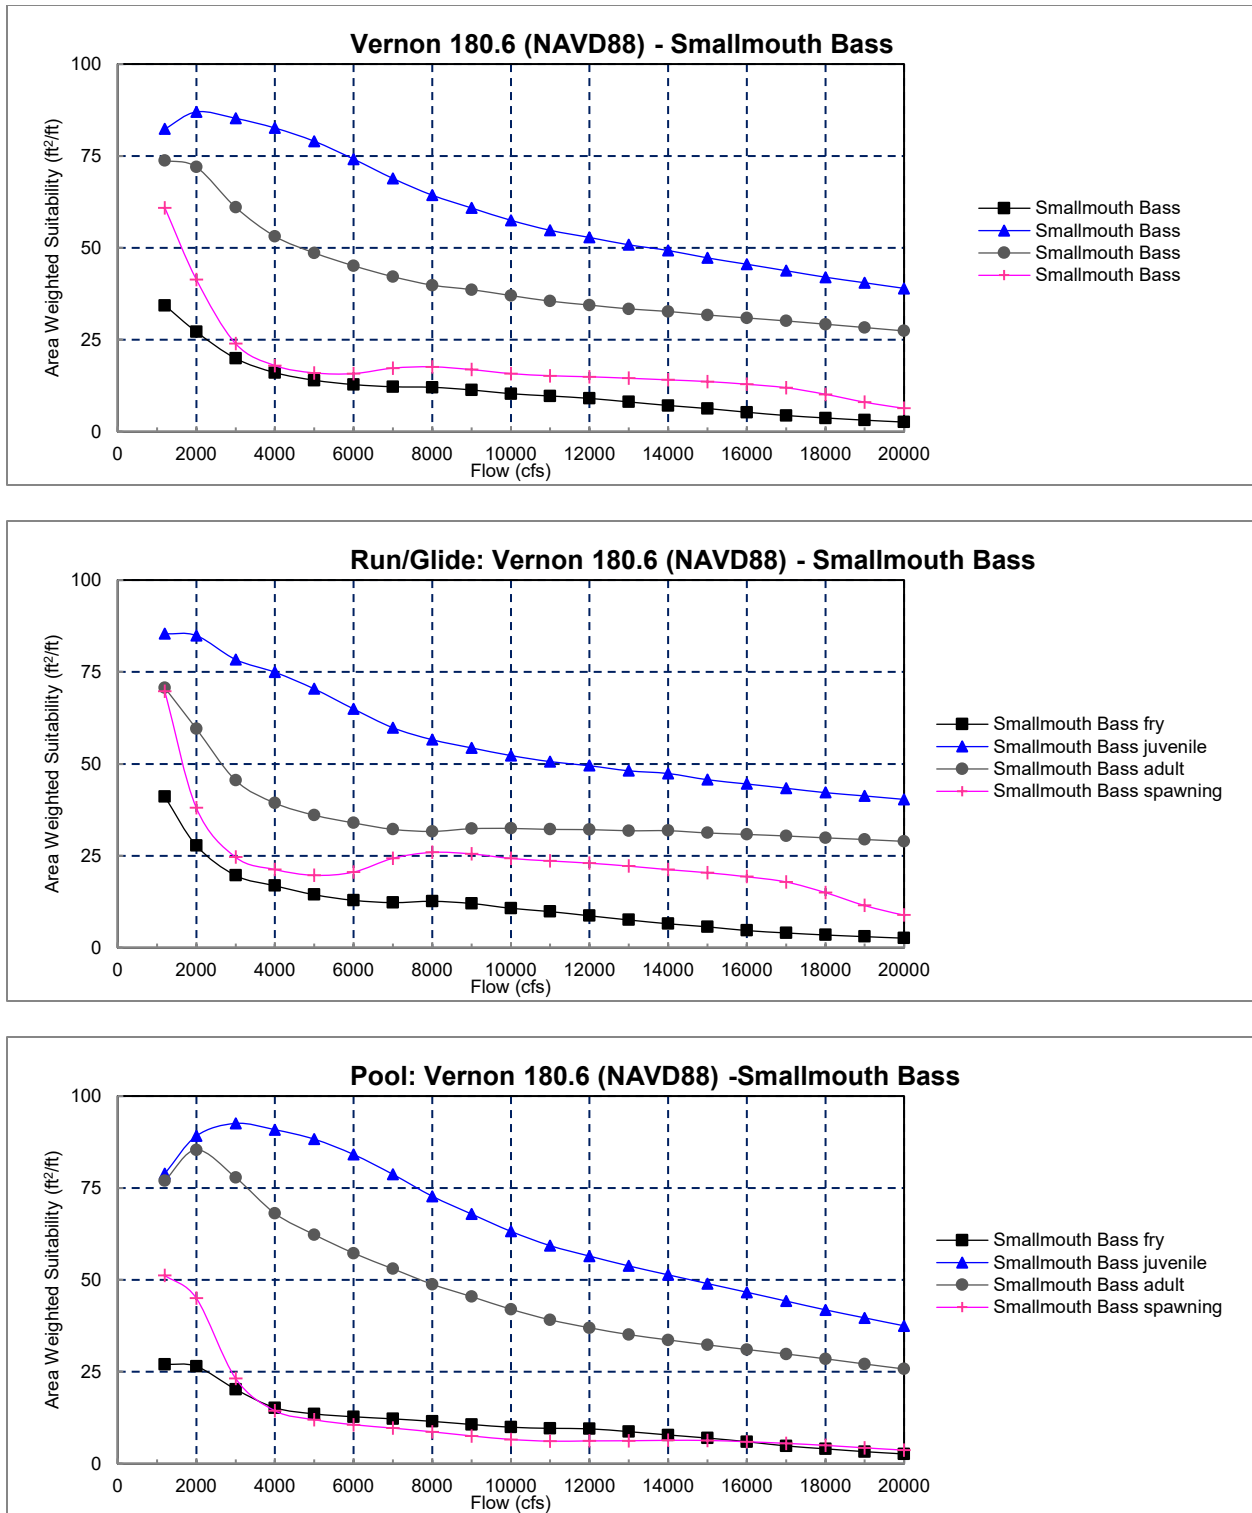 Vernon 180.6 (NAVD88) - Smallmouth Bass
Area Weighted Suitability (ft²/ft)
100
75
50
25
0
0 2000 4000 6000 8000 10000 12000 14000 16000 18000 20000
Flow (cfs)
Smallmouth Bass
Smallmouth Bass
Smallmouth Bass
Smallmouth Bass
Run/Glide: Vernon 180.6 (NAVD88) - Smallmouth Bass
Area Weighted Suitability (ft²/ft)
100
75
50
25
0
0 2000 4000 6000 8000 10000 12000 14000 16000 18000 20000
Flow (cfs)
Smallmouth Bass fry
Smallmouth Bass juvenile
Smallmouth Bass adult
Smallmouth Bass spawning
Pool: Vernon 180.6 (NAVD88) -Smallmouth Bass
Area Weighted Suitability (ft²/ft)
100
75
50
25
0
0 2000 4000 6000 8000 10000 12000 14000 16000 18000 20000
Flow (cfs)
Smallmouth Bass fry
Smallmouth Bass juvenile
Smallmouth Bass adult
Smallmouth Bass spawning